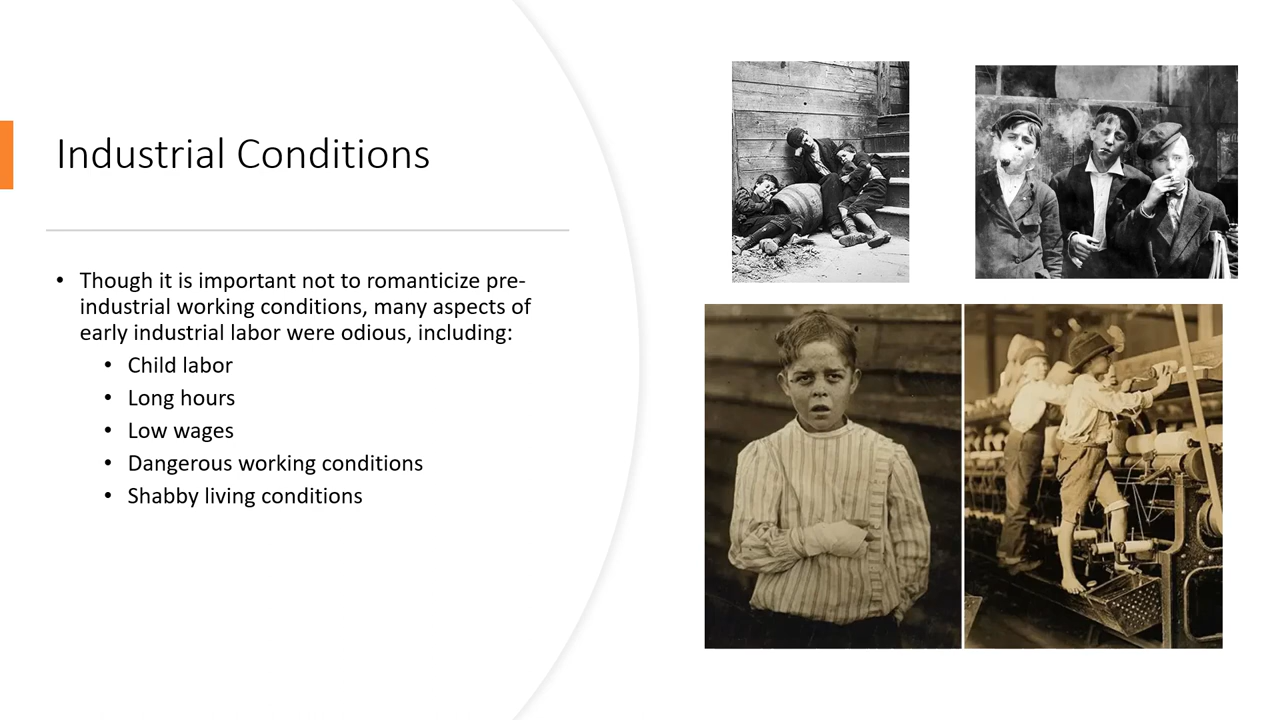 Industrial Conditions
• Though it is important not to romanticize pre-
industrial working conditions, many aspects of
early industrial labor were odious, including:
• Child labor
• Long hours
• Low wages
• Dangerous working conditions
• Shabby living conditions